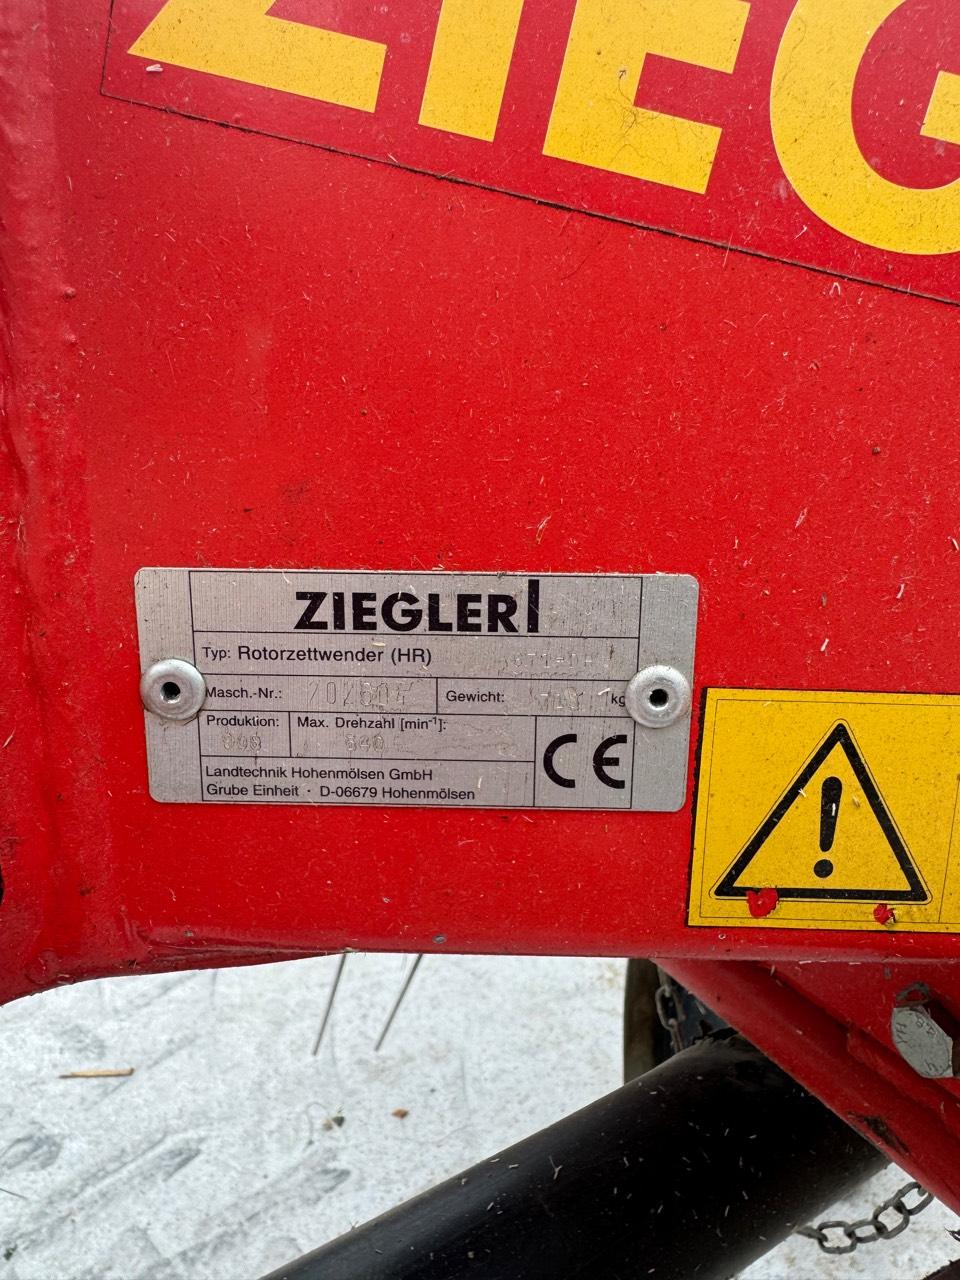 ZIEG
ZIEGLER
Typ: Rotorzettwender (HR)
Masch.-Nr.: Gewicht: kg
Produktion: Max. Drehzahl [min⁻¹]:
540
CE
Landtechnik Hohenmölsen GmbH
Grube Einheit · D-06679 Hohenmölsen